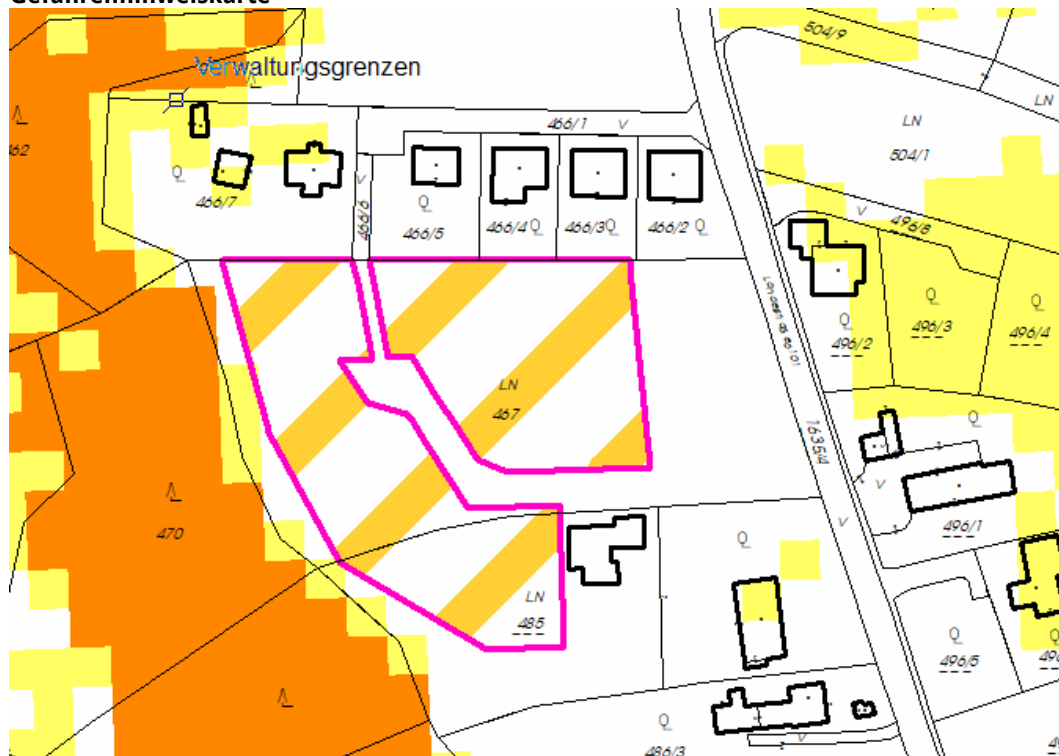 Gefahrenhinweiskarte
504/9
Verwaltungsgrenzen
LN
466/1
V
LN
462
504/1
Q
V
466/7
Q
466/6
466/5
466/4 Q
466/3 Q
466/2 Q
V
496/8
Q
496/3
Q
496/4
Q
496/2
LN
467
Q
1635/4
V
470
V
496/1
Q
LN
485
Q
496/5
Q
Q
486/3
V